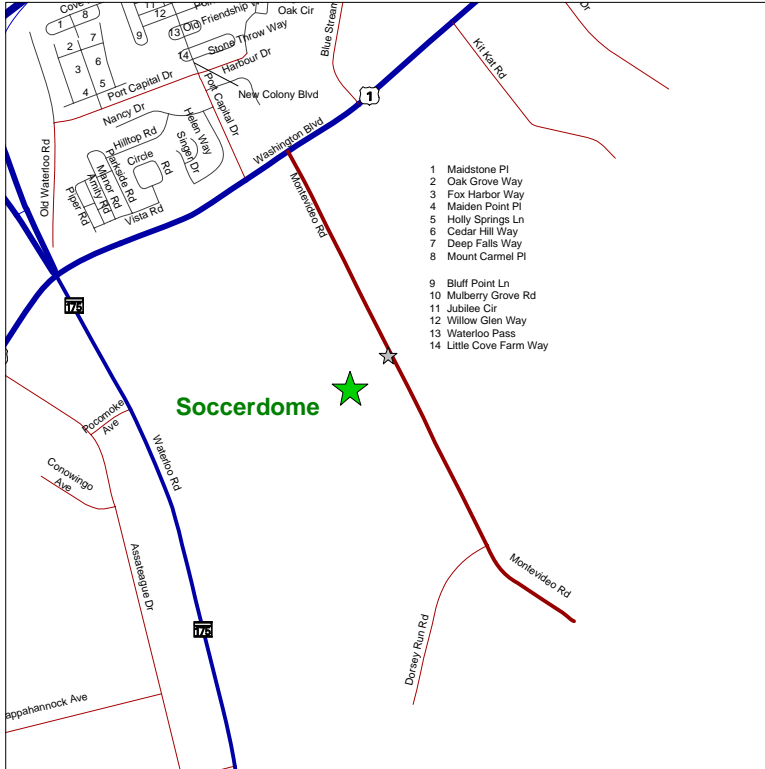 Cove
1
8
2
7
3
6
4
5
9
11
12
13
Old Friendship
14
Stone Throw Way
Oak Cir
Harbour Dr
Port Capital Dr
New Colony Blvd
Port Capital Dr
Blue Stream
Dr
Kit Kat Rd
1
Washington Blvd
Nancy Dr
Hilltop Rd
Helen Way
Singer Dr
Circle
Rd
Parkside Rd
Manor Rd
Amity Rd
Piper Rd
Vista Rd
Old Waterloo Rd
Montevideo Rd
1 Maidstone Pl
2 Oak Grove Way
3 Fox Harbor Way
4 Maiden Point Pl
5 Holly Springs Ln
6 Cedar Hill Way
7 Deep Falls Way
8 Mount Carmel Pl
9 Bluff Point Ln
10 Mulberry Grove Rd
11 Jubilee Cir
12 Willow Glen Way
13 Waterloo Pass
14 Little Cove Farm Way
175
Soccerdome
Pocomoke
Ave
Waterloo Rd
Conowingo
Ave
Assateague Dr
Montevideo Rd
Dorsey Run Rd
175
appahannock Ave